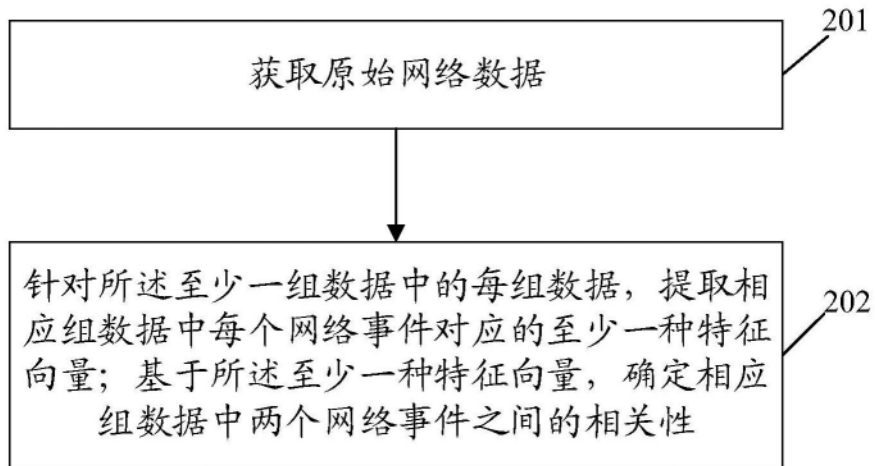 201
获取原始网络数据
针对所述至少一组数据中的每组数据，提取相
应组数据中每个网络事件对应的至少一种特征
向量；基于所述至少一种特征向量，确定相应
组数据中两个网络事件之间的相关性
202